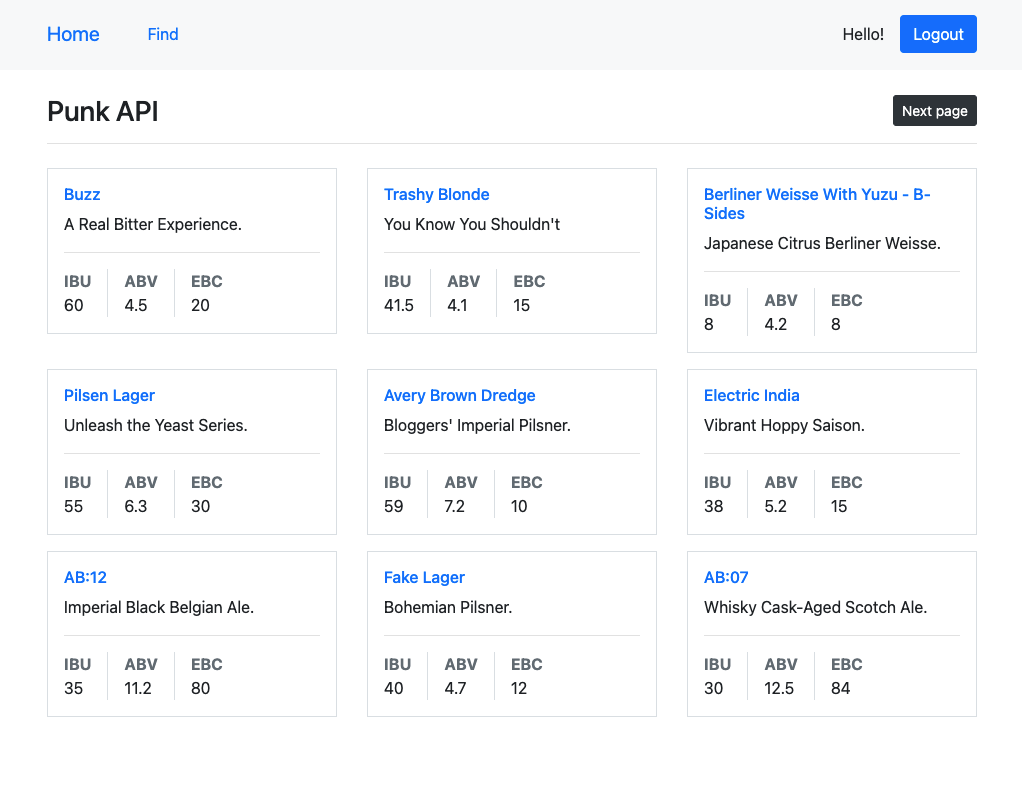 Home Find Hello! Logout
Punk API Next page
Buzz
A Real Bitter Experience.
IBU ABV EBC
60 4.5 20
Trashy Blonde
You Know You Shouldn't
IBU ABV EBC
41.5 4.1 15
Berliner Weisse With Yuzu - B-
Sides
Japanese Citrus Berliner Weisse.
IBU ABV EBC
8 4.2 8
Pilsen Lager
Unleash the Yeast Series.
IBU ABV EBC
55 6.3 30
Avery Brown Dredge
Bloggers' Imperial Pilsner.
IBU ABV EBC
59 7.2 10
Electric India
Vibrant Hoppy Saison.
IBU ABV EBC
38 5.2 15
AB:12
Imperial Black Belgian Ale.
IBU ABV EBC
35 11.2 80
Fake Lager
Bohemian Pilsner.
IBU ABV EBC
40 4.7 12
AB:07
Whisky Cask-Aged Scotch Ale.
IBU ABV EBC
30 12.5 84